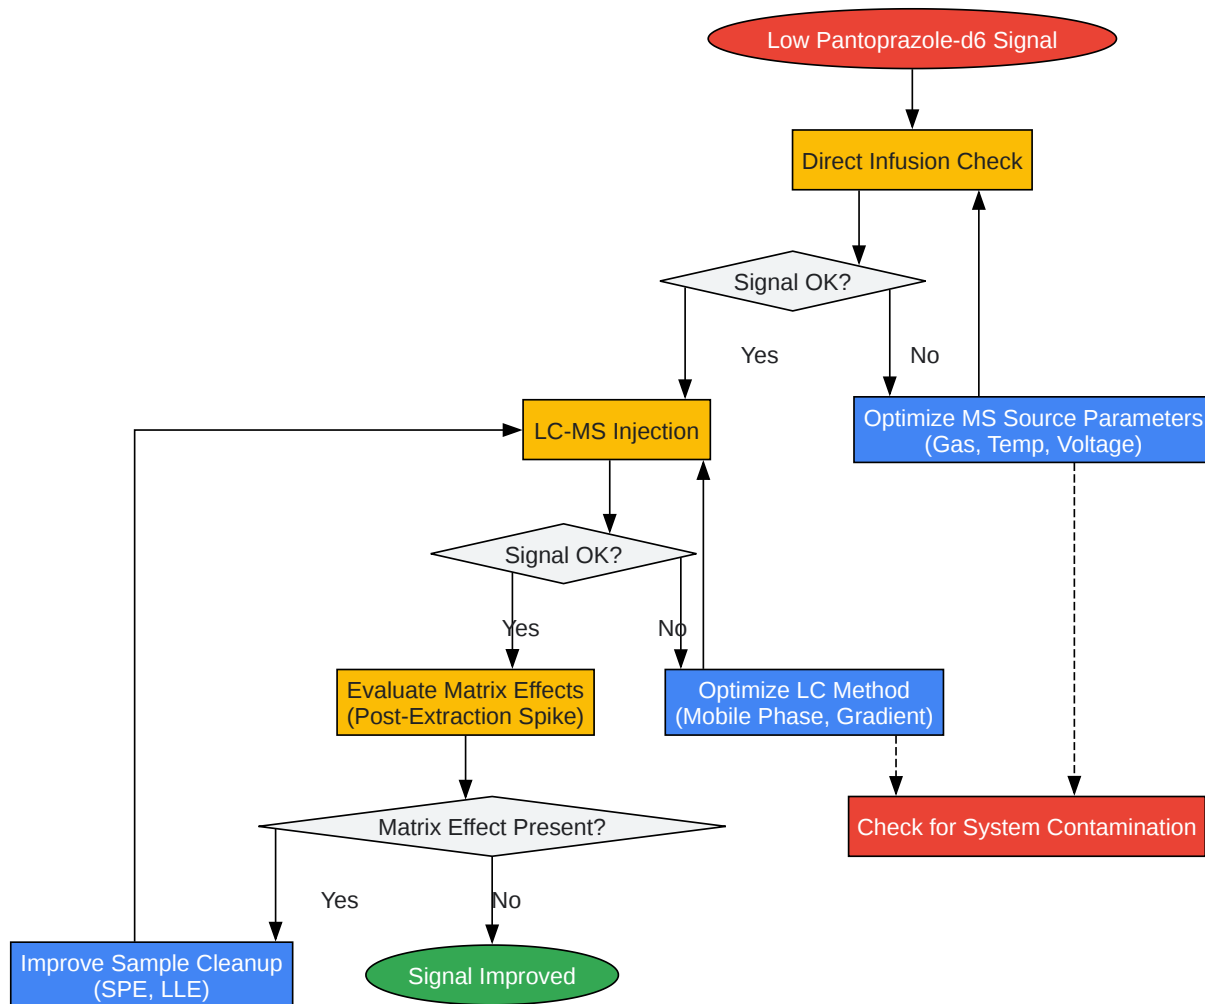 Low Pantoprazole-d6 Signal
Direct Infusion Check
Signal OK?
Yes
No
LC-MS Injection
Optimize MS Source Parameters
(Gas, Temp, Voltage)
Signal OK?
Yes
No
Evaluate Matrix Effects
(Post-Extraction Spike)
Optimize LC Method
(Mobile Phase, Gradient)
Matrix Effect Present?
Check for System Contamination
Yes
No
Improve Sample Cleanup
(SPE, LLE)
Signal Improved